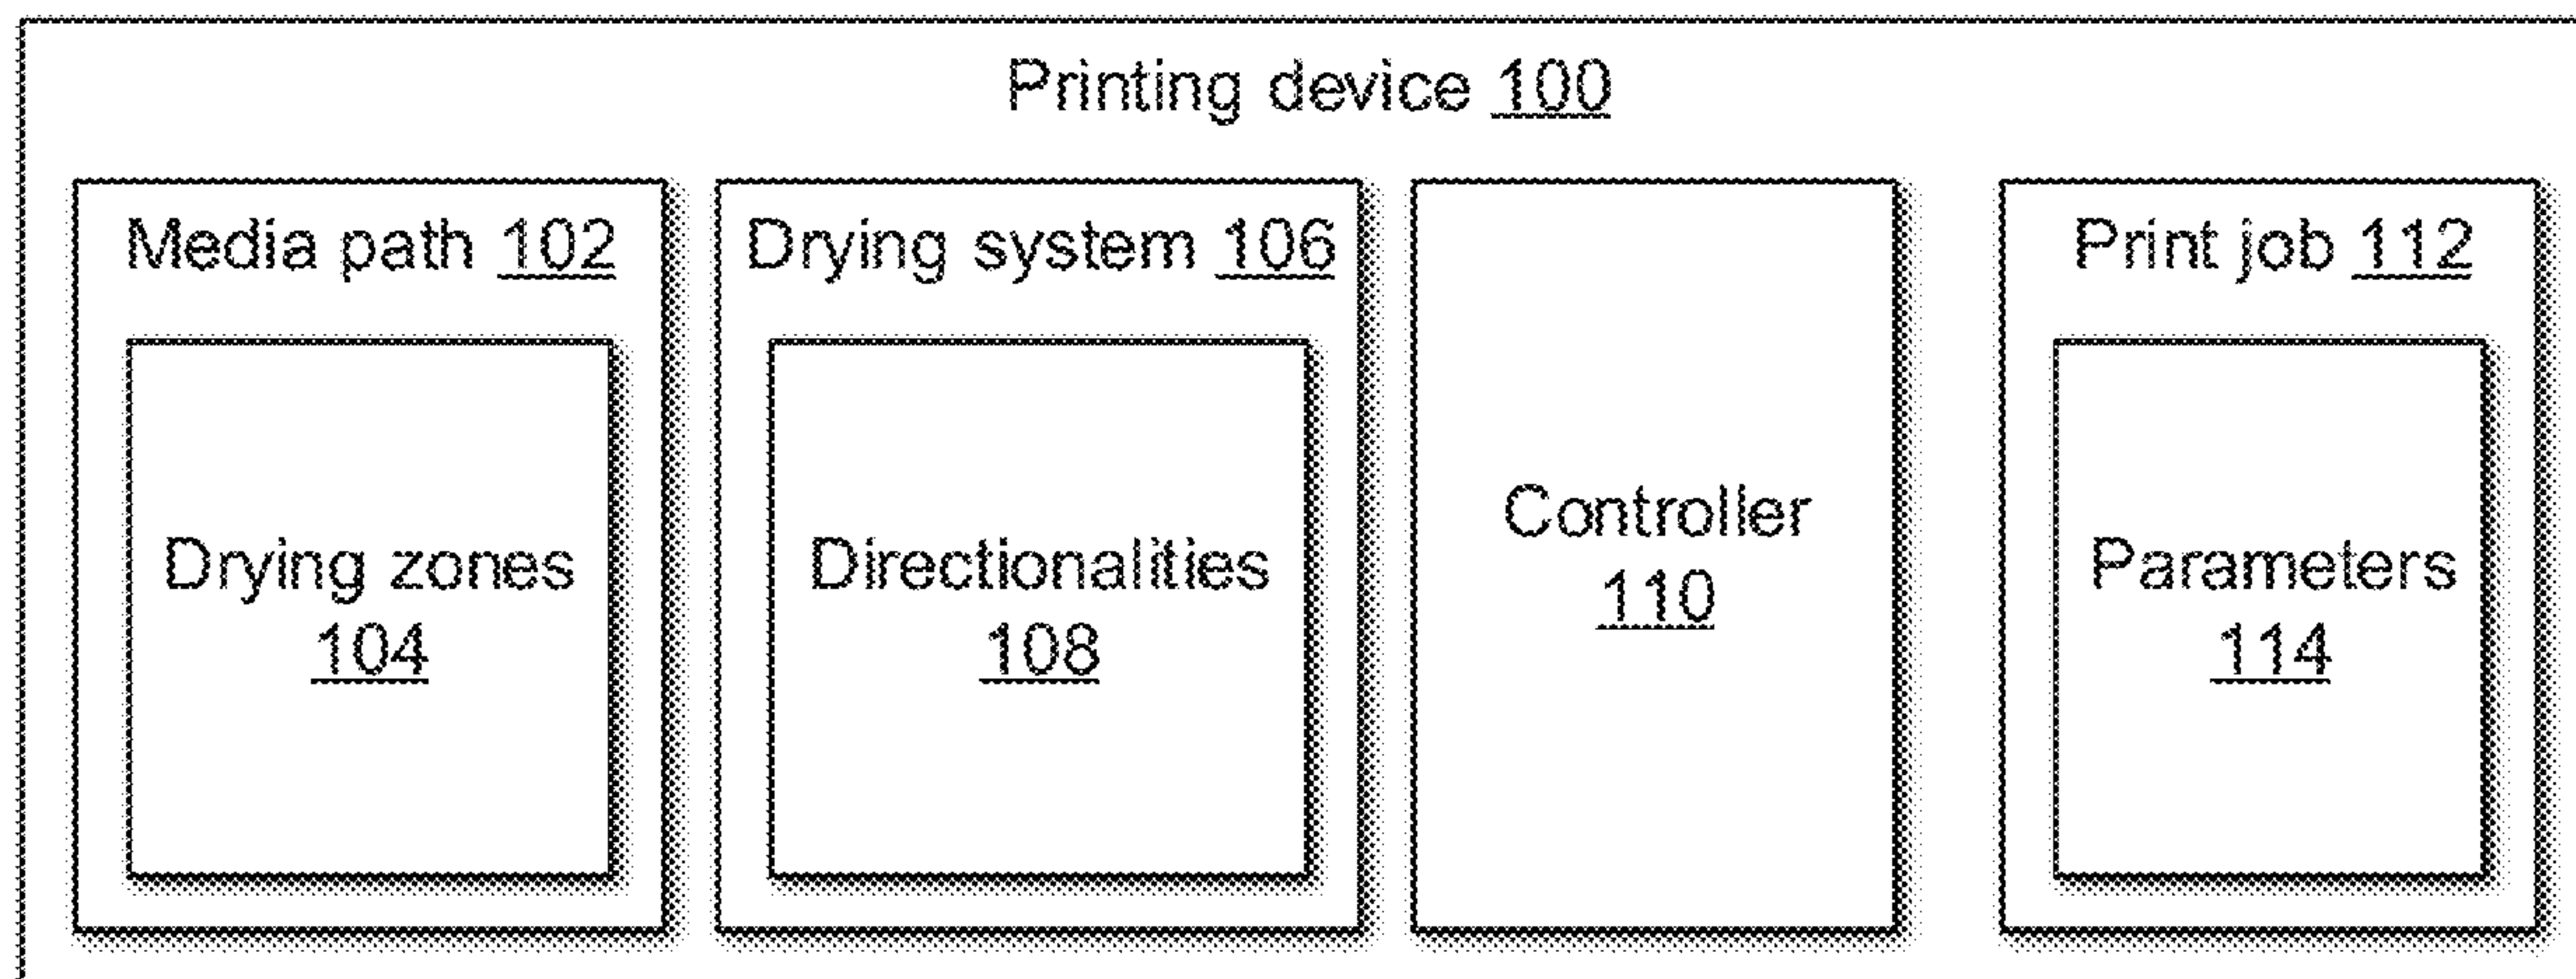 Printing device 100
Media path 102
Drying zones
104
Drying system 106
Directionalities
108
Controller
110
Print job 112
Parameters
114